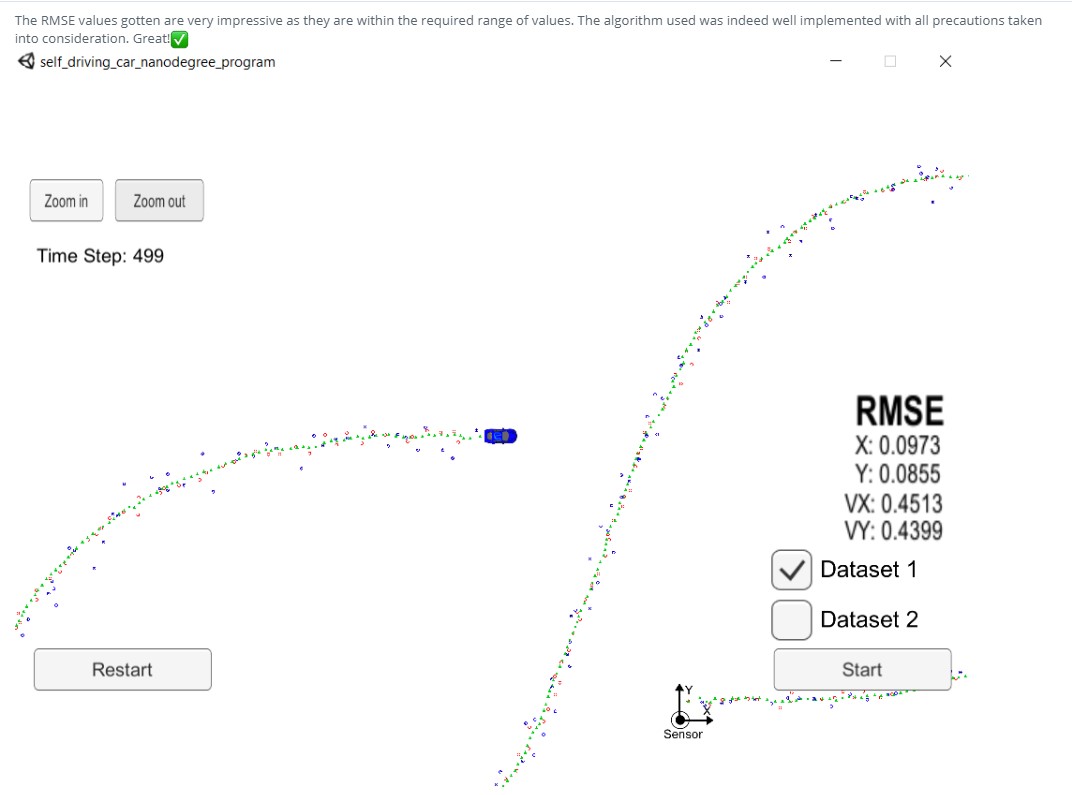 The RMSE values gotten are very impressive as they are within the required range of values. The algorithm used was indeed well implemented with all precautions taken
into consideration. Great!✅
self_driving_car_nanodegree_program
Zoom in
Zoom out
Time Step: 499
RMSE
X: 0.0973
Y: 0.0855
VX: 0.4513
VY: 0.4399
Dataset 1
Dataset 2
Restart
Start
Y
X
Sensor